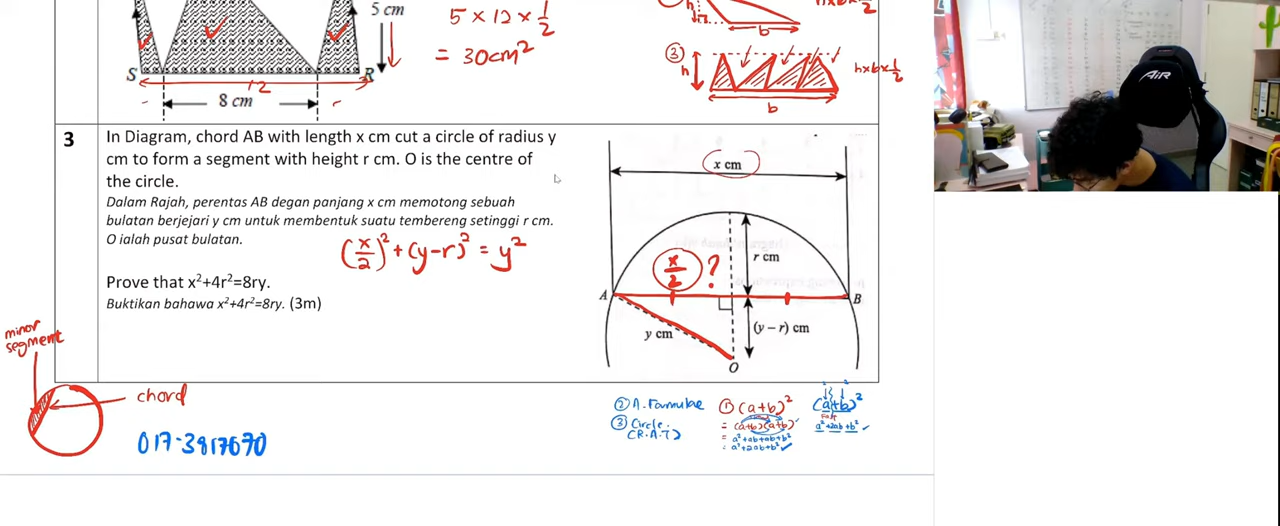 S
R
5 cm
12
8 cm
5 × 12 × 1/2
= 30cm²
h
b
③
h
b
h×b×1/2
3
In Diagram, chord AB with length x cm cut a circle of radius y
cm to form a segment with height r cm. O is the centre of
the circle.
Dalam Rajah, perentas AB degan panjang x cm memotong sebuah
bulatan berjejari y cm untuk membentuk suatu tembereng setinggi r cm.
O ialah pusat bulatan.
(x/2)² + (y-r)² = y²
Prove that x²+4r²=8ry.
Buktikan bahawa x²+4r²=8ry. (3m)
x cm
r cm
x/2 ?
A
B
y cm
(y – r) cm
O
minor
segment
chord
017-3817670
② A. Formulae
③ Circle
(R.A.T)
① (a+b)²
= (a+b)(a+b)
= a²+ab+ab+b²
= a²+2ab+b²
(a+b)²
a²+2ab+b²
AiR